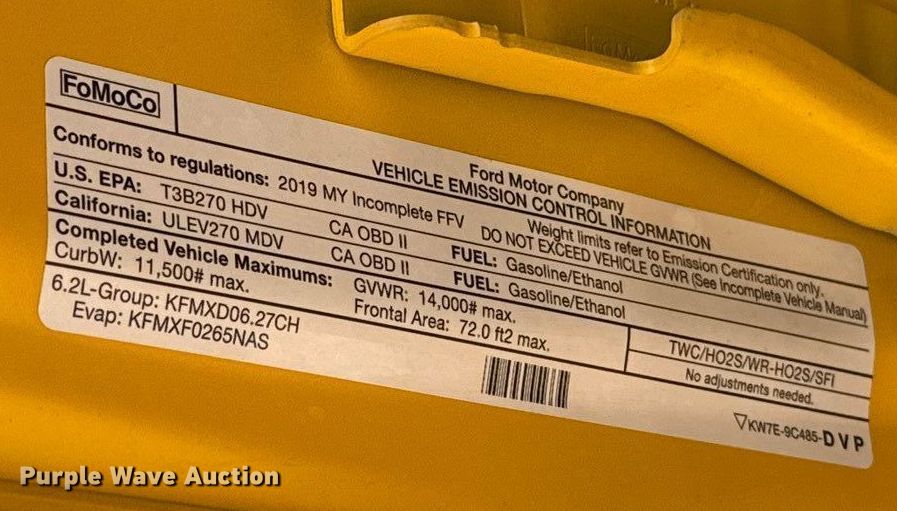 FoMoCo
Ford Motor Company
VEHICLE EMISSION CONTROL INFORMATION
Conforms to regulations: 2019 MY Incomplete FFV
Weight limits refer to Emission Certification only.
DO NOT EXCEED VEHICLE GVWR (See Incomplete Vehicle Manual)
U.S. EPA: T3B270 HDV CA OBD II FUEL: Gasoline/Ethanol
California: ULEV270 MDV CA OBD II FUEL: Gasoline/Ethanol
Completed Vehicle Maximums: GVWR: 14,000# max.
CurbW: 11,500# max. Frontal Area: 72.0 ft2 max.
6.2L-Group: KFMXD06.27CH
Evap: KFMXF0265NAS
TWC/HO2S/WR-HO2S/SFI
No adjustments needed.
KW7E-9C485-DVP
Purple Wave Auction